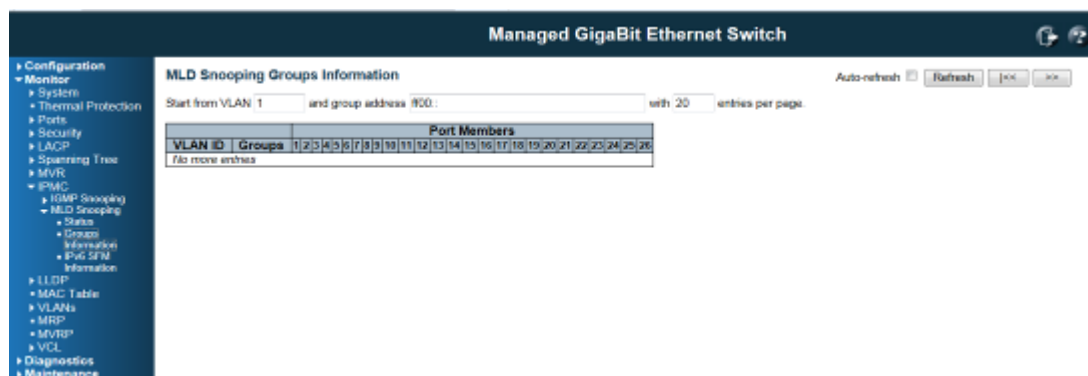 Managed GigaBit Ethernet Switch
Configuration
Monitor
System
Thermal Protection
Ports
Security
LACP
Spanning Tree
MVR
IPMC
IGMP Snooping
MLD Snooping
Status
Groups
Information
IPv6 SFM
Information
LLDP
MAC Table
VLANs
MRP
MVRP
VCL
Diagnostics
Maintenance
MLD Snooping Groups Information
Auto-refresh Refresh |<< >>
Start from VLAN 1 and group address ff00:: with 20 entries per page.
Port Members
VLAN ID Groups 1 2 3 4 5 6 7 8 9 10 11 12 13 14 15 16 17 18 19 20 21 22 23 24 25 26
No more entries